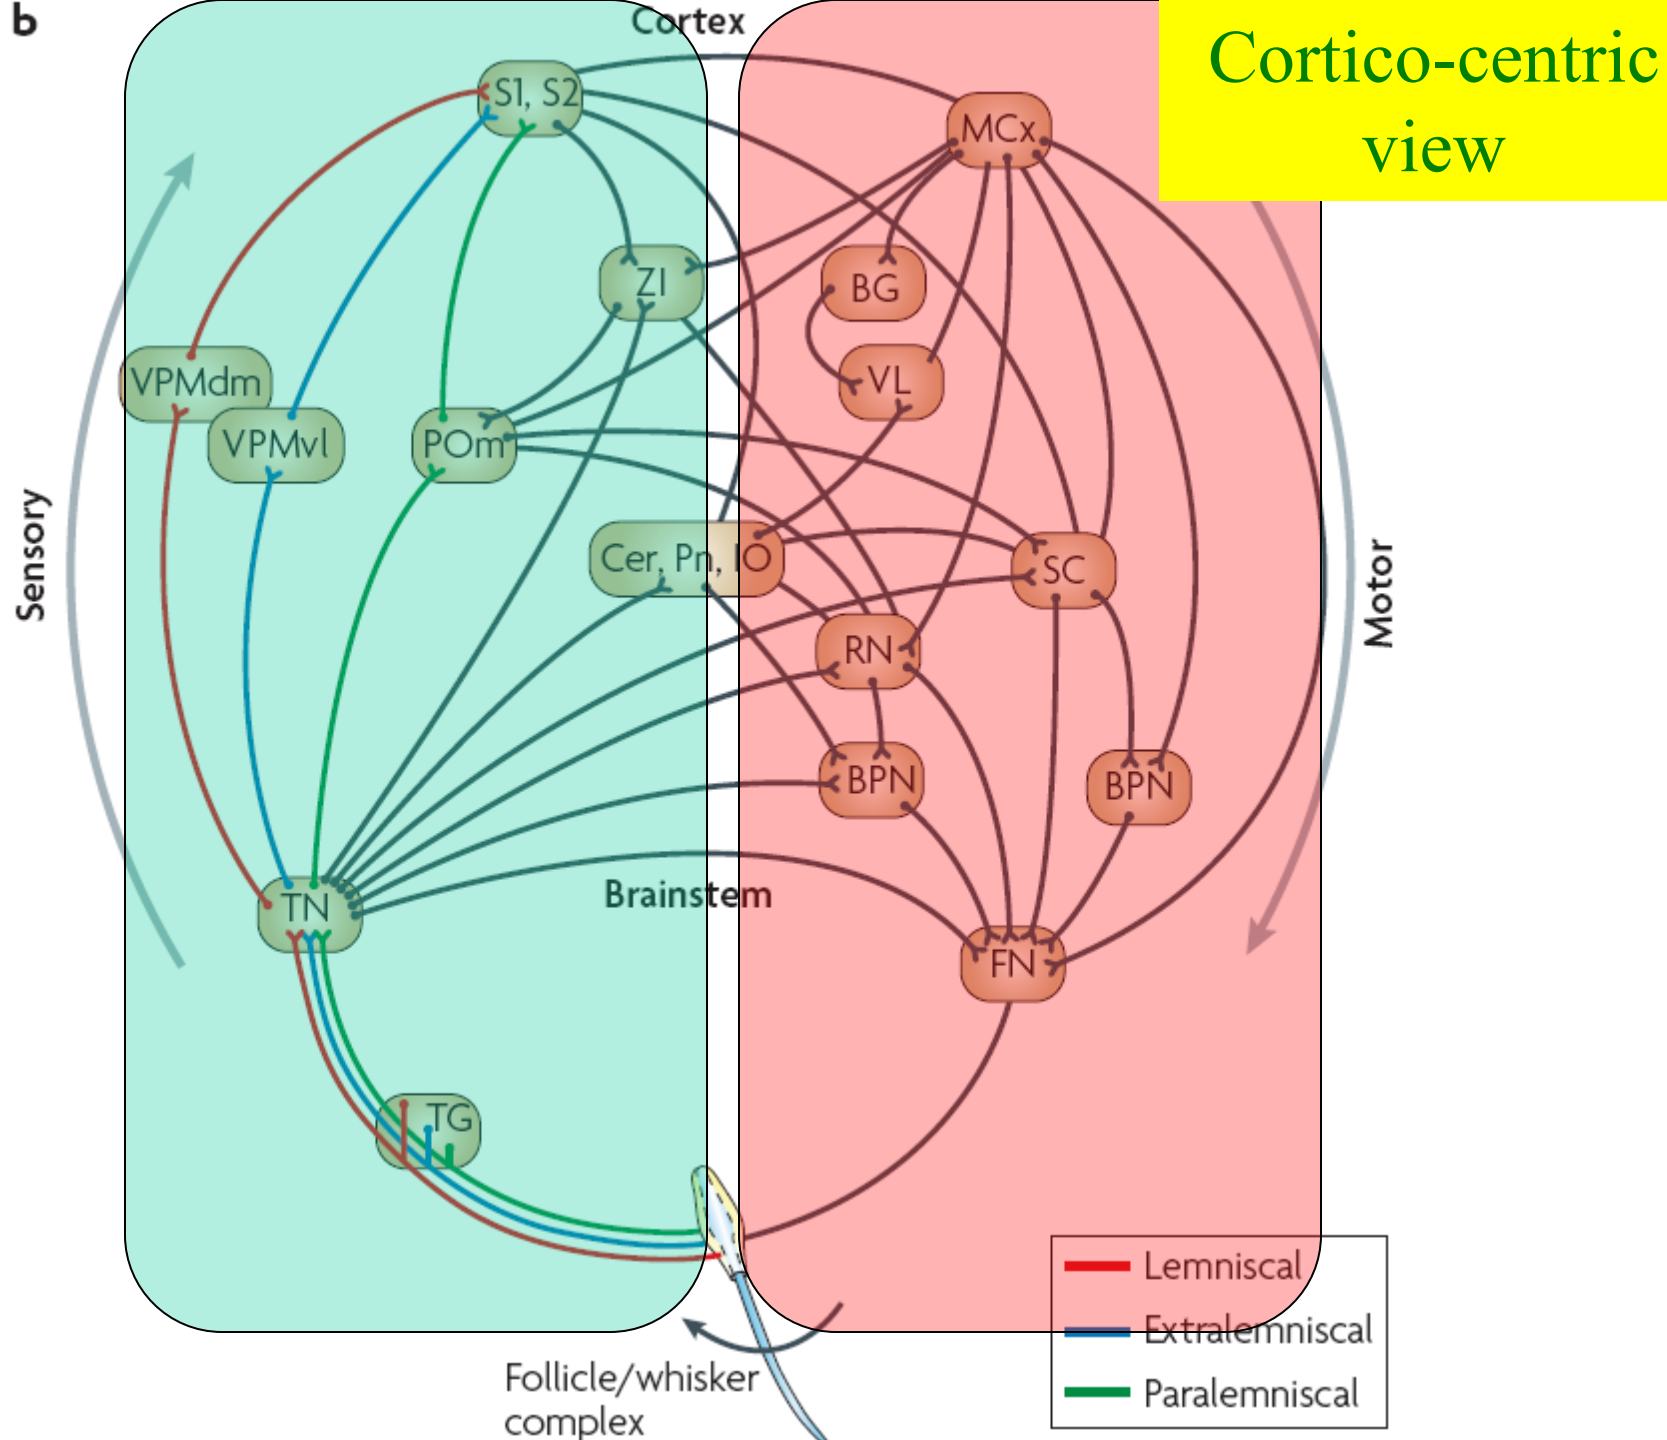 b
Cortex
Cortico-centric
view
S1, S2
MCx
ZI
BG
VPMdm
VL
VPMvl
POm
Sensory
Cer, Pn, IO
SC
Motor
RN
BPN
BPN
TN
Brainstem
FN
TG
Lemniscal
Extralemniscal
Paralemniscal
Follicle/whisker
complex